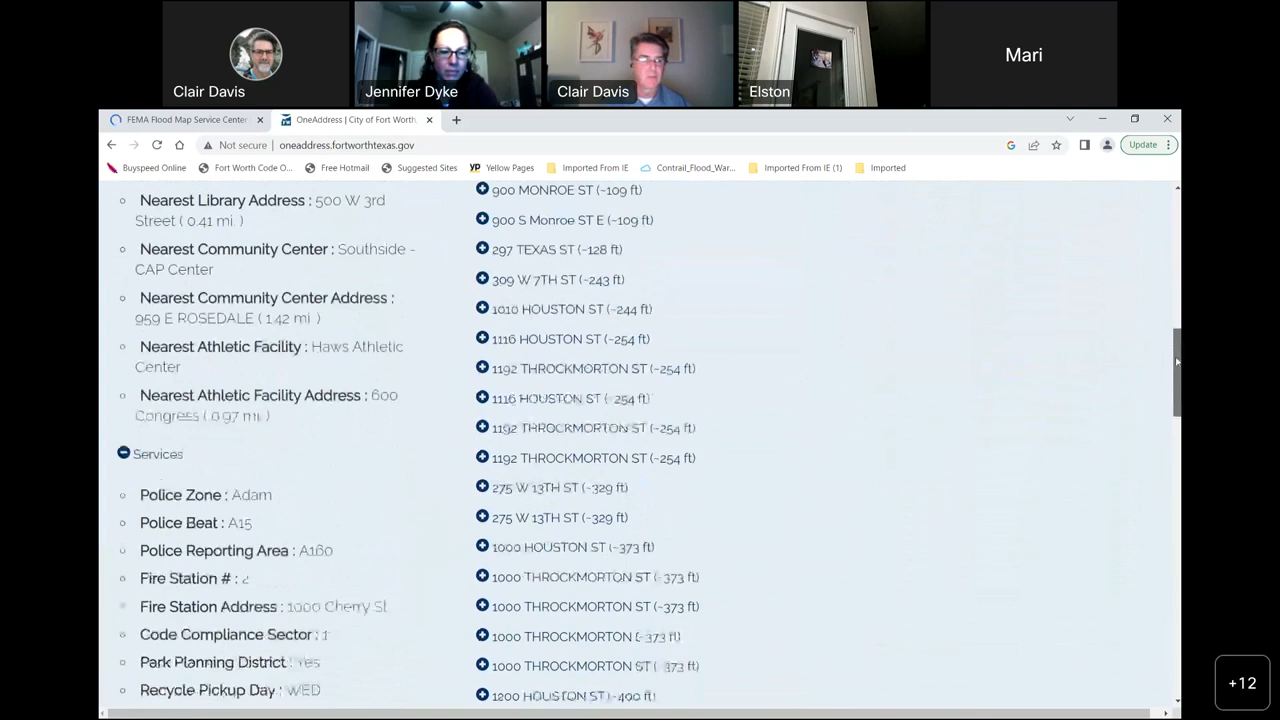 Clair Davis
Jennifer Dyke
Clair Davis
Elston
Mari
FEMA Flood Map Service Center
OneAddress | City of Fort Worth,
Not secure | oneaddress.fortworthtexas.gov
Update
Buyspeed Online
Fort Worth Code O...
Free Hotmail
Suggested Sites
yp Yellow Pages
Imported From IE
Contrail_Flood_War...
Imported From IE (1)
Imported
Nearest Library Address : 500 W 3rd
Street ( 0.41 mi )
Nearest Community Center : Southside -
CAP Center
Nearest Community Center Address :
959 E ROSEDALE ( 1.42 mi )
Nearest Athletic Facility : Haws Athletic
Center
Nearest Athletic Facility Address : 600
Congress ( 0.97 mi )
Services
Police Zone : Adam
Police Beat : A15
Police Reporting Area : A160
Fire Station # : 2
Fire Station Address : 1000 Cherry St
Code Compliance Sector : 1
Park Planning District : Yes
Recycle Pickup Day : WED
900 MONROE ST (~109 ft)
900 S Monroe ST E (~109 ft)
297 TEXAS ST (~128 ft)
309 W 7TH ST (~243 ft)
1010 HOUSTON ST (~244 ft)
1116 HOUSTON ST (~254 ft)
1192 THROCKMORTON ST (~254 ft)
1116 HOUSTON ST (~254 ft)
1192 THROCKMORTON ST (~254 ft)
1192 THROCKMORTON ST (~254 ft)
275 W 13TH ST (~329 ft)
275 W 13TH ST (~329 ft)
1000 HOUSTON ST (~373 ft)
1000 THROCKMORTON ST (~373 ft)
1000 THROCKMORTON ST (~373 ft)
1000 THROCKMORTON (~373 ft)
1000 THROCKMORTON ST (~373 ft)
1200 HOUSTON ST (~400 ft)
+12